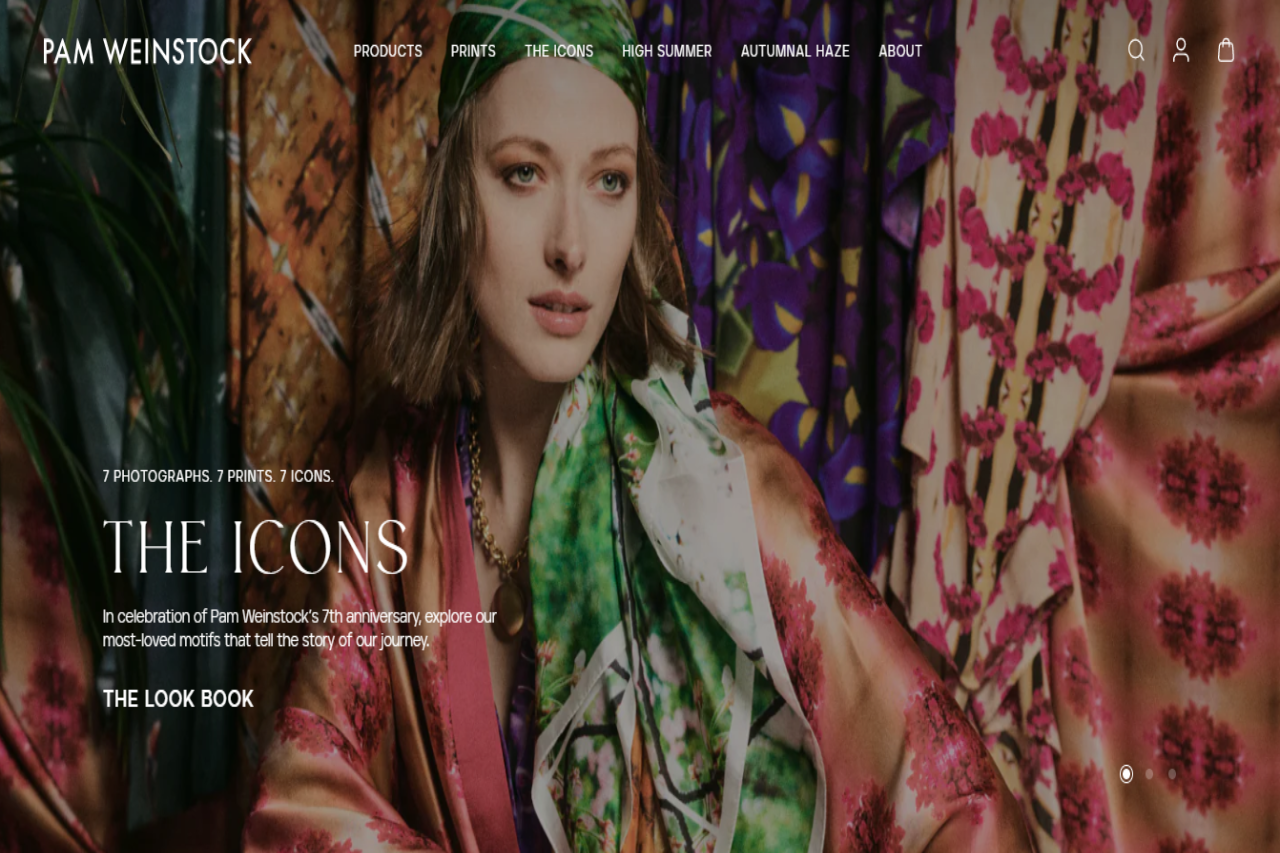 PAM WEINSTOCK
PRODUCTS PRINTS THE ICONS HIGH SUMMER AUTUMNAL HAZE ABOUT
7 PHOTOGRAPHS. 7 PRINTS. 7 ICONS.
THE ICONS
In celebration of Pam Weinstock's 7th anniversary, explore our
most-loved motifs that tell the story of our journey.
THE LOOK BOOK